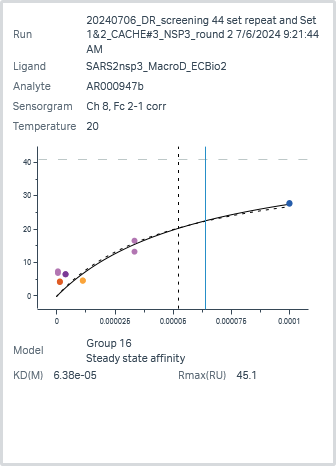 Run 20240706_DR_screening 44 set repeat and Set
1&2_CACHE#3_NSP3_round 2 7/6/2024 9:21:44
AM
Ligand SARS2nsp3_MacroD_ECBio2
Analyte AR000947b
Sensorgram Ch 8, Fc 2-1 corr
Temperature 20
40
30
20
10
0
0 0.000025 0.00005 0.000075 0.0001
Model Group 16
Steady state affinity
KD(M) 6.38e-05 Rmax(RU) 45.1